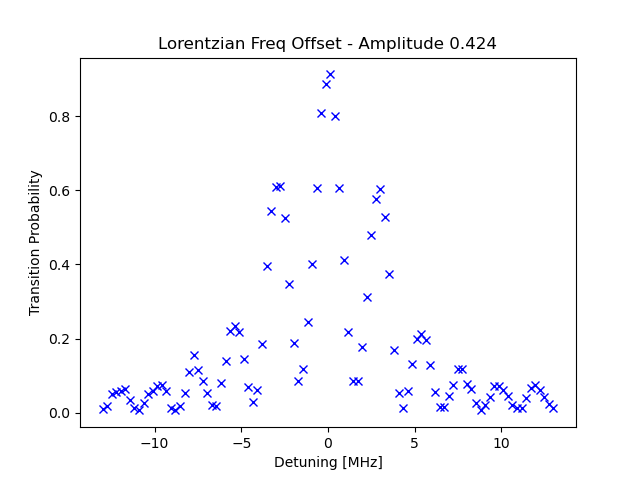 Lorentzian Freq Offset - Amplitude 0.424
Transition Probability
0.8
0.6
0.4
0.2
0.0
−10 −5 0 5 10
Detuning [MHz]